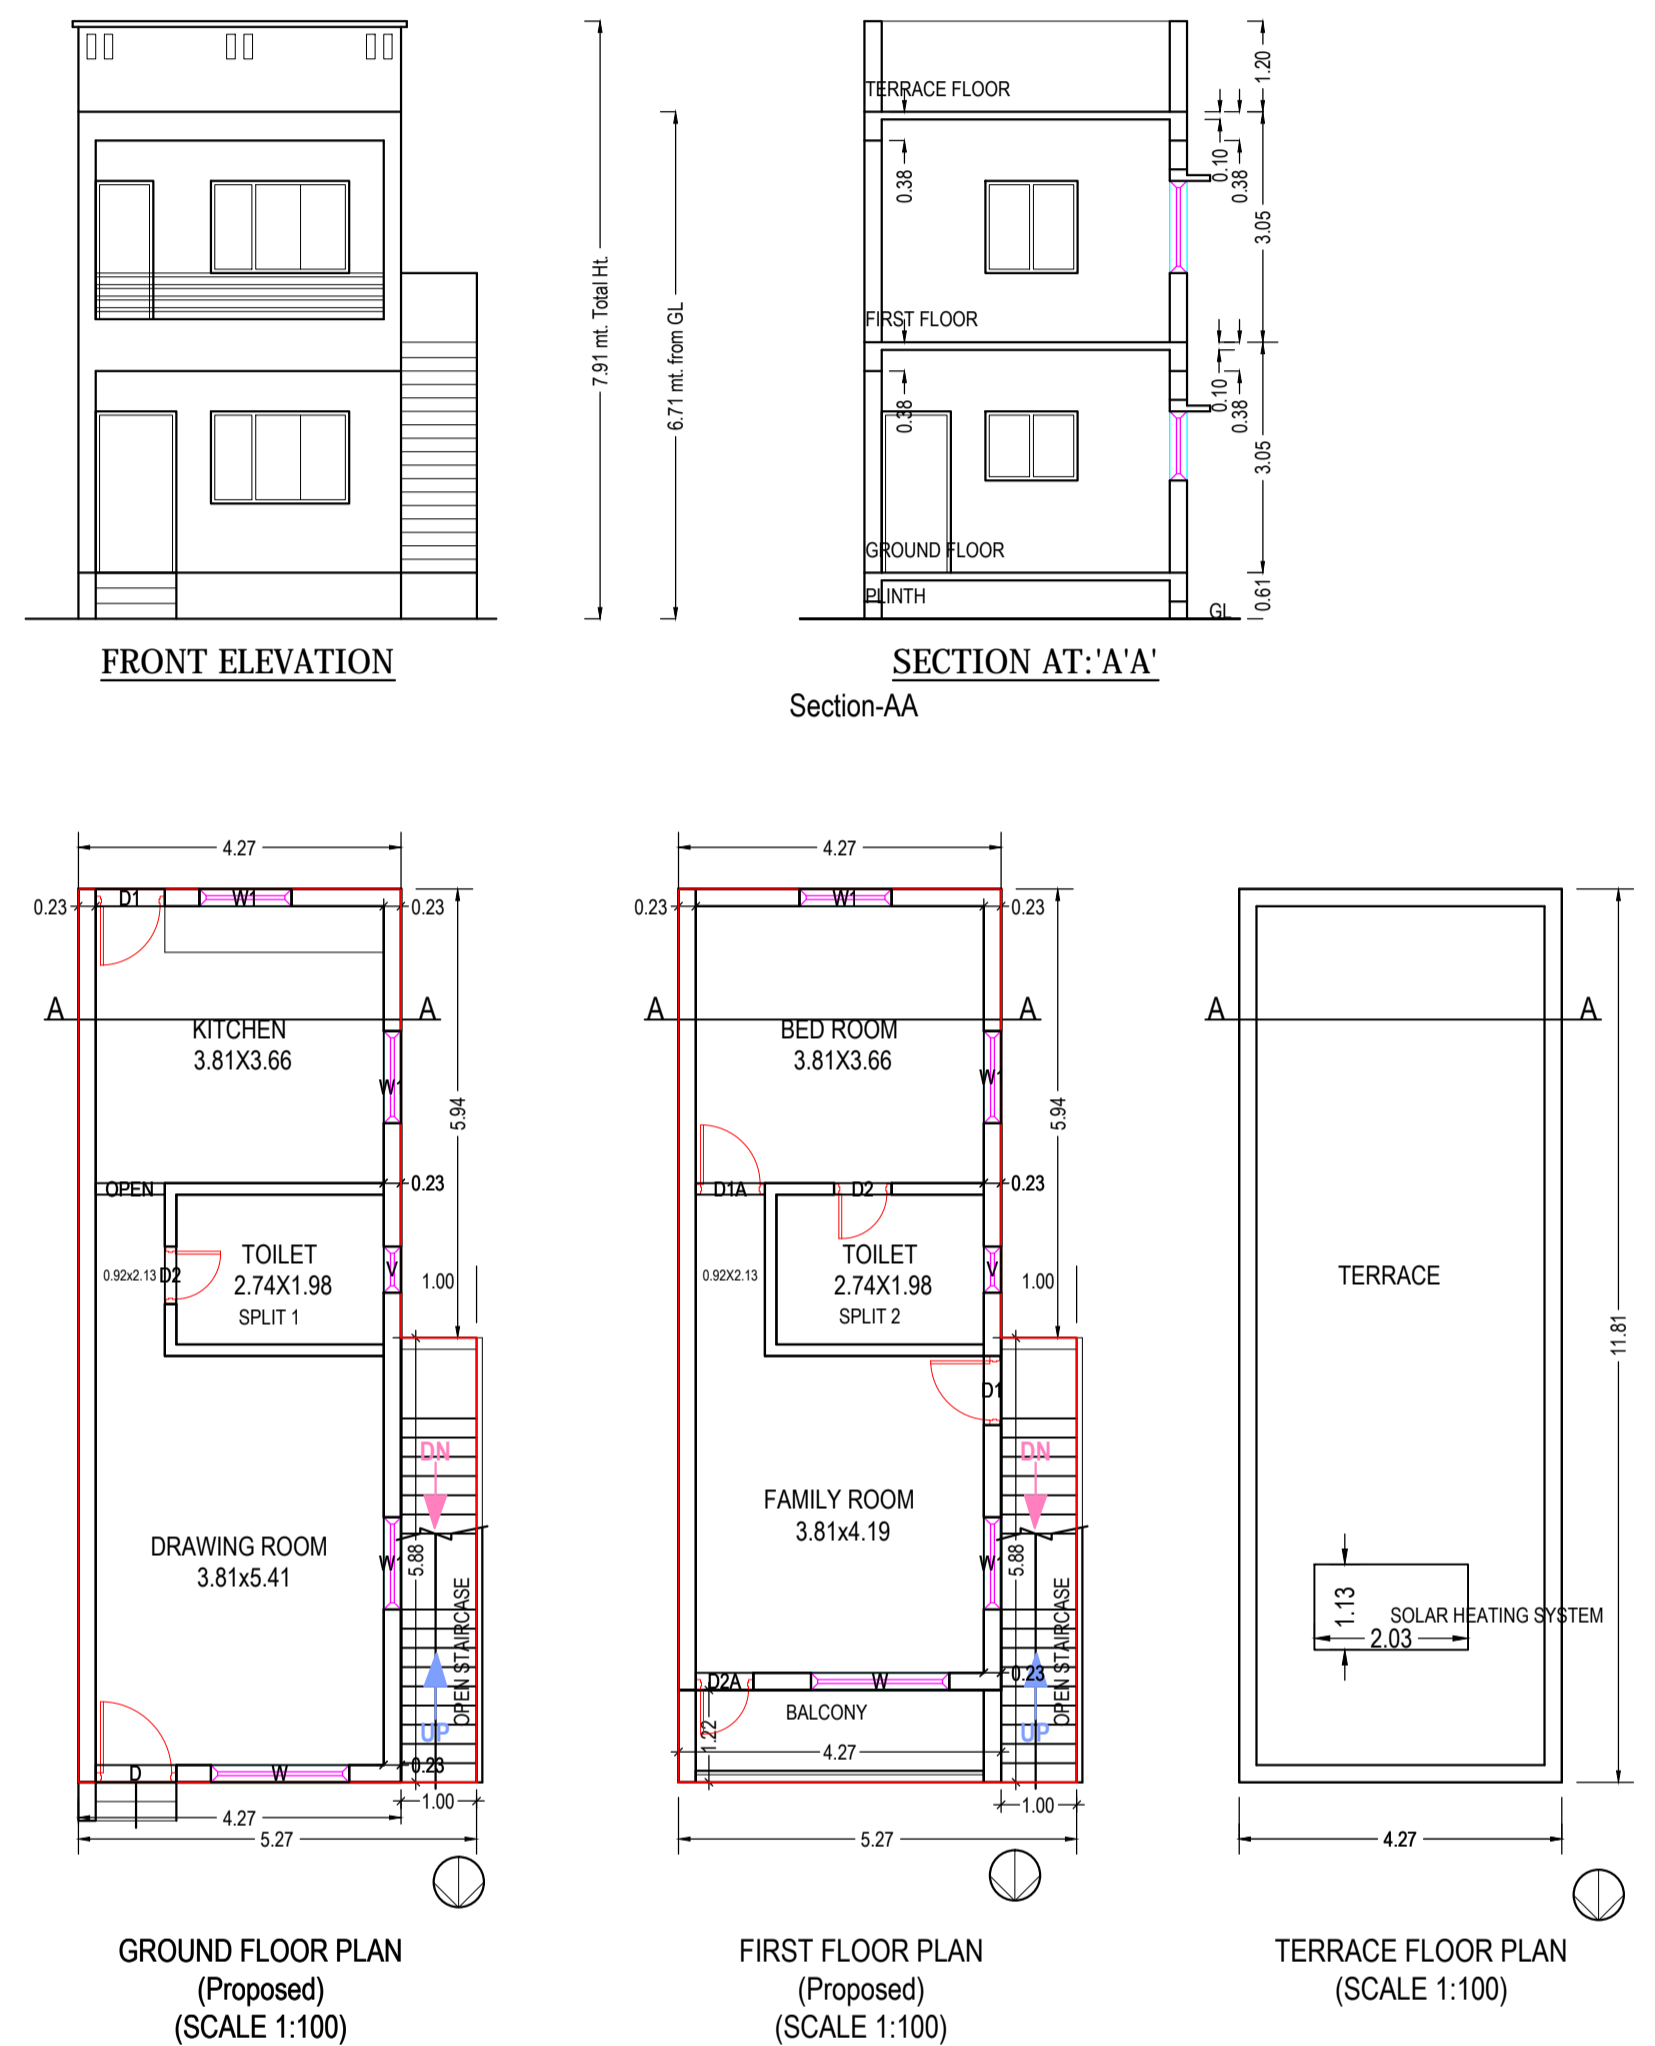 7.91 mt. Total Ht.
6.71 mt. from GL
TERRACE FLOOR
1.20
0.38
0.10
0.38
3.05
FIRST FLOOR
0.38
0.10
0.38
3.05
GROUND FLOOR
PLINTH
GL
0.61
FRONT ELEVATION
SECTION AT:'A'A'
Section-AA
4.27
D1
W1
0.23
0.23
A
A
KITCHEN
3.81X3.66
W1
5.94
OPEN
0.23
TOILET
2.74X1.98
SPLIT 1
0.92x2.13
D2
V
1.00
DN
DRAWING ROOM
3.81x5.41
W1
5.88
OPEN STAIRCASE
UP
D
W
0.23
1.00
4.27
5.27
GROUND FLOOR PLAN
(Proposed)
(SCALE 1:100)
4.27
W1
0.23
0.23
A
A
BED ROOM
3.81X3.66
W1
5.94
D1A
D2
0.23
TOILET
2.74X1.98
SPLIT 2
0.92X2.13
V
1.00
D1
DN
FAMILY ROOM
3.81x4.19
W1
5.88
OPEN STAIRCASE
UP
D2A
W
0.23
BALCONY
1.22
4.27
1.00
5.27
FIRST FLOOR PLAN
(Proposed)
(SCALE 1:100)
A
A
TERRACE
11.81
1.13
SOLAR HEATING SYSTEM
2.03
4.27
TERRACE FLOOR PLAN
(SCALE 1:100)